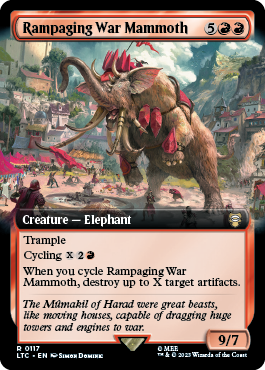 Rampaging War Mammoth 5
Creature — Elephant
Trample
Cycling X 2
When you cycle Rampaging War
Mammoth, destroy up to X target artifacts.
The Mûmakil of Harad were great beasts,
like moving houses, capable of dragging huge
towers and engines to war.
9/7
R 0117
LTC • EN Simon Dominic
© MEE
™ & © 2023 Wizards of the Coast